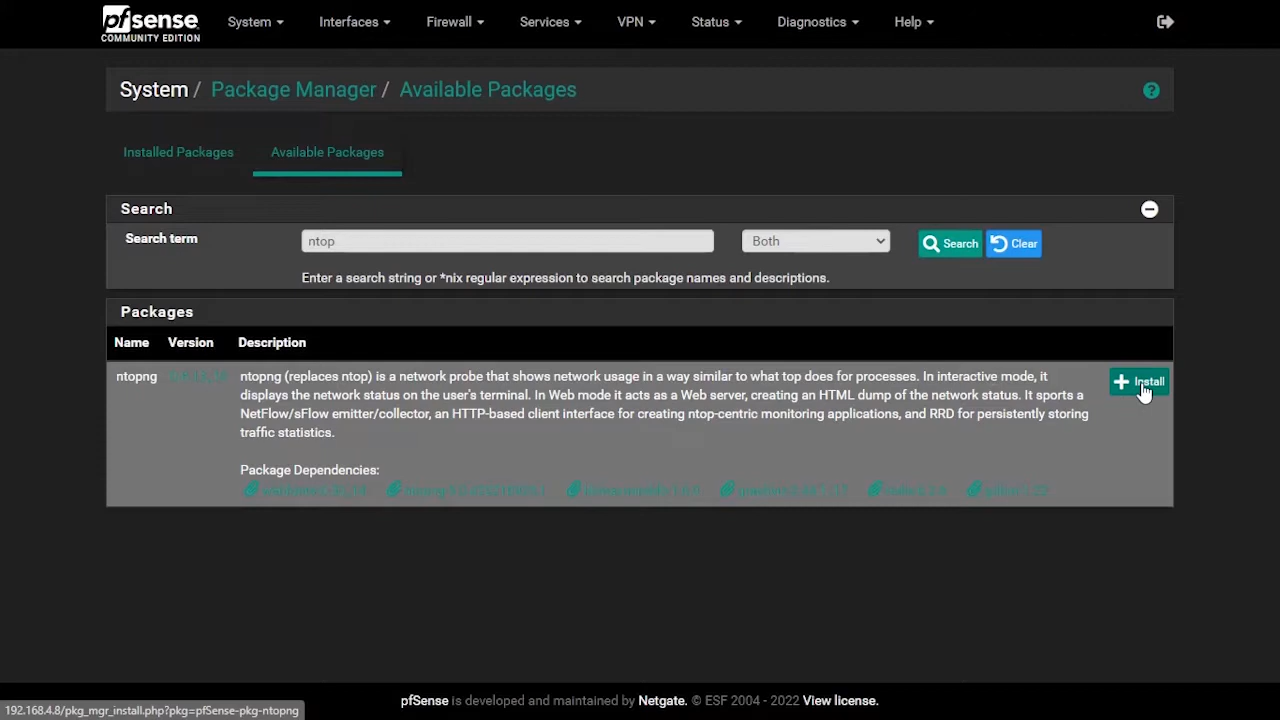 pfsense
COMMUNITY EDITION
System
Interfaces
Firewall
Services
VPN
Status
Diagnostics
Help
System / Package Manager / Available Packages
Installed Packages
Available Packages
Search
Search term
ntop
Both
Search
Clear
Enter a search string or *nix regular expression to search package names and descriptions.
Packages
Name Version Description
ntopng
ntopng (replaces ntop) is a network probe that shows network usage in a way similar to what top does for processes. In interactive mode, it
displays the network status on the user's terminal. In Web mode it acts as a Web server, creating an HTML dump of the network status. It sports a
NetFlow/sFlow emitter/collector, an HTTP-based client interface for creating ntop-centric monitoring applications, and RRD for persistently storing
traffic statistics.
Install
Package Dependencies:
pfSense is developed and maintained by Netgate. © ESF 2004 - 2022 View license.
192.168.4.8/pkg_mgr_install.php?pkg=pfSense-pkg-ntopng